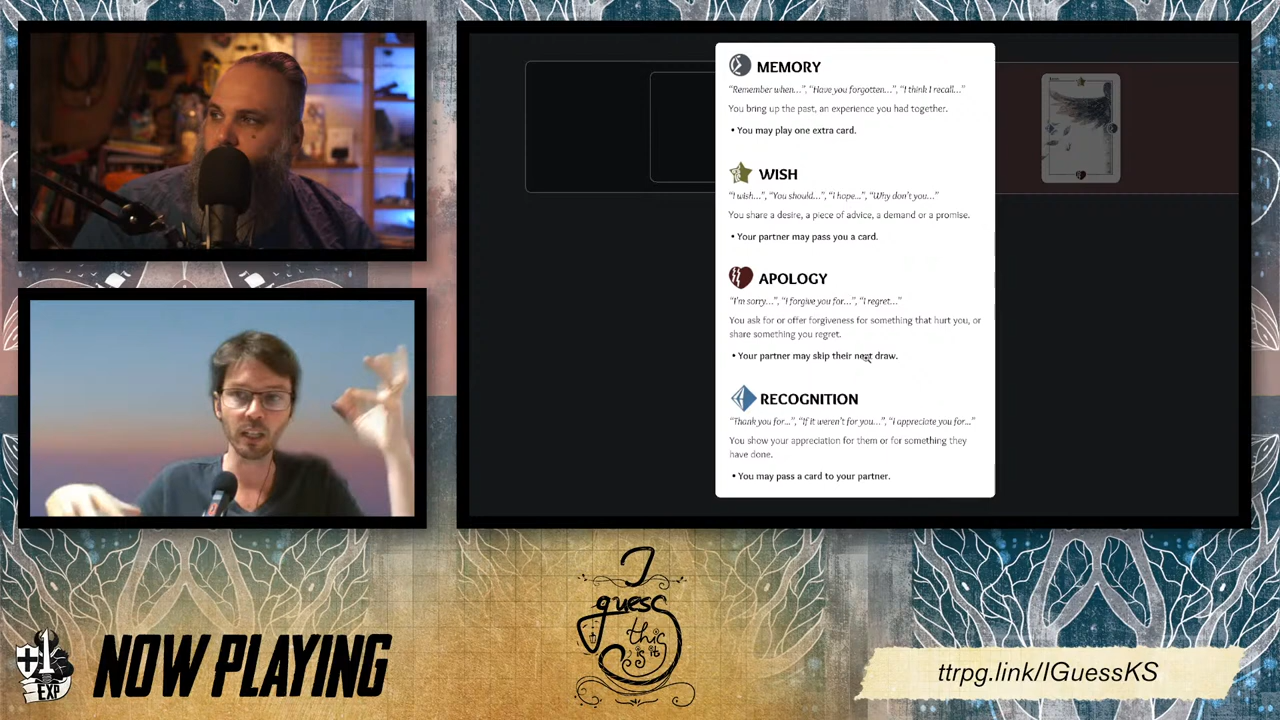 MEMORY
"Remember when...", "Have you forgotten...", "I think I recall..."
You bring up the past, an experience you had together.
• You may play one extra card.
WISH
"I wish...", "You should...", "I hope...", "Why don't you..."
You share a desire, a piece of advice, a demand or a promise.
• Your partner may pass you a card.
APOLOGY
"I'm sorry...", "I forgive you for...", "I regret..."
You ask for or offer forgiveness for something that hurt you, or
share something you regret.
• Your partner may skip their next draw.
RECOGNITION
"Thank you for...", "If it weren't for you...", "I appreciate you for..."
You show your appreciation for them or for something they
have done.
• You may pass a card to your partner.
I
guess
this
is it
+1
EXP
NOW PLAYING
ttrpg.link/IGuessKS